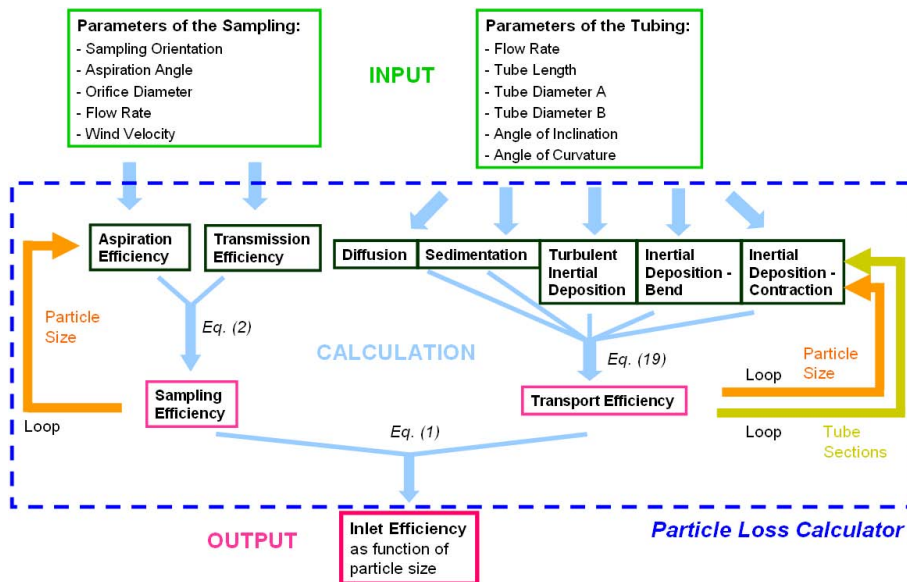 Parameters of the Sampling:
- Sampling Orientation
- Aspiration Angle
- Orifice Diameter
- Flow Rate
- Wind Velocity
INPUT
Parameters of the Tubing:
- Flow Rate
- Tube Length
- Tube Diameter A
- Tube Diameter B
- Angle of Inclination
- Angle of Curvature
Aspiration
Efficiency
Transmission
Efficiency
Diffusion
Sedimentation
Turbulent
Inertial
Deposition
Inertial
Deposition -
Bend
Inertial
Deposition -
Contraction
Particle
Size
Eq. (2)
CALCULATION
Eq. (19)
Particle
Size
Loop
Sampling
Efficiency
Transport Efficiency
Loop
Eq. (1)
Loop
Tube
Sections
OUTPUT
Inlet Efficiency
as function of
particle size
Particle Loss Calculator